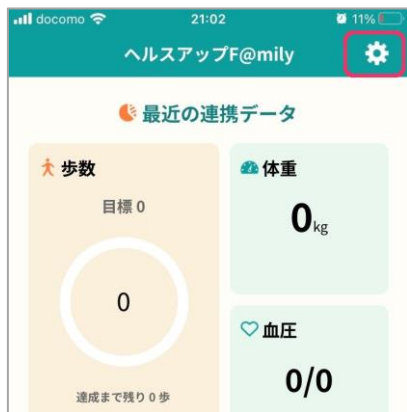 docomo 21:02 11%
ヘルスアップF@mily
最近の連携データ
歩数
目標 0
0
達成まで残り 0 歩
体重
0kg
血圧
0/0